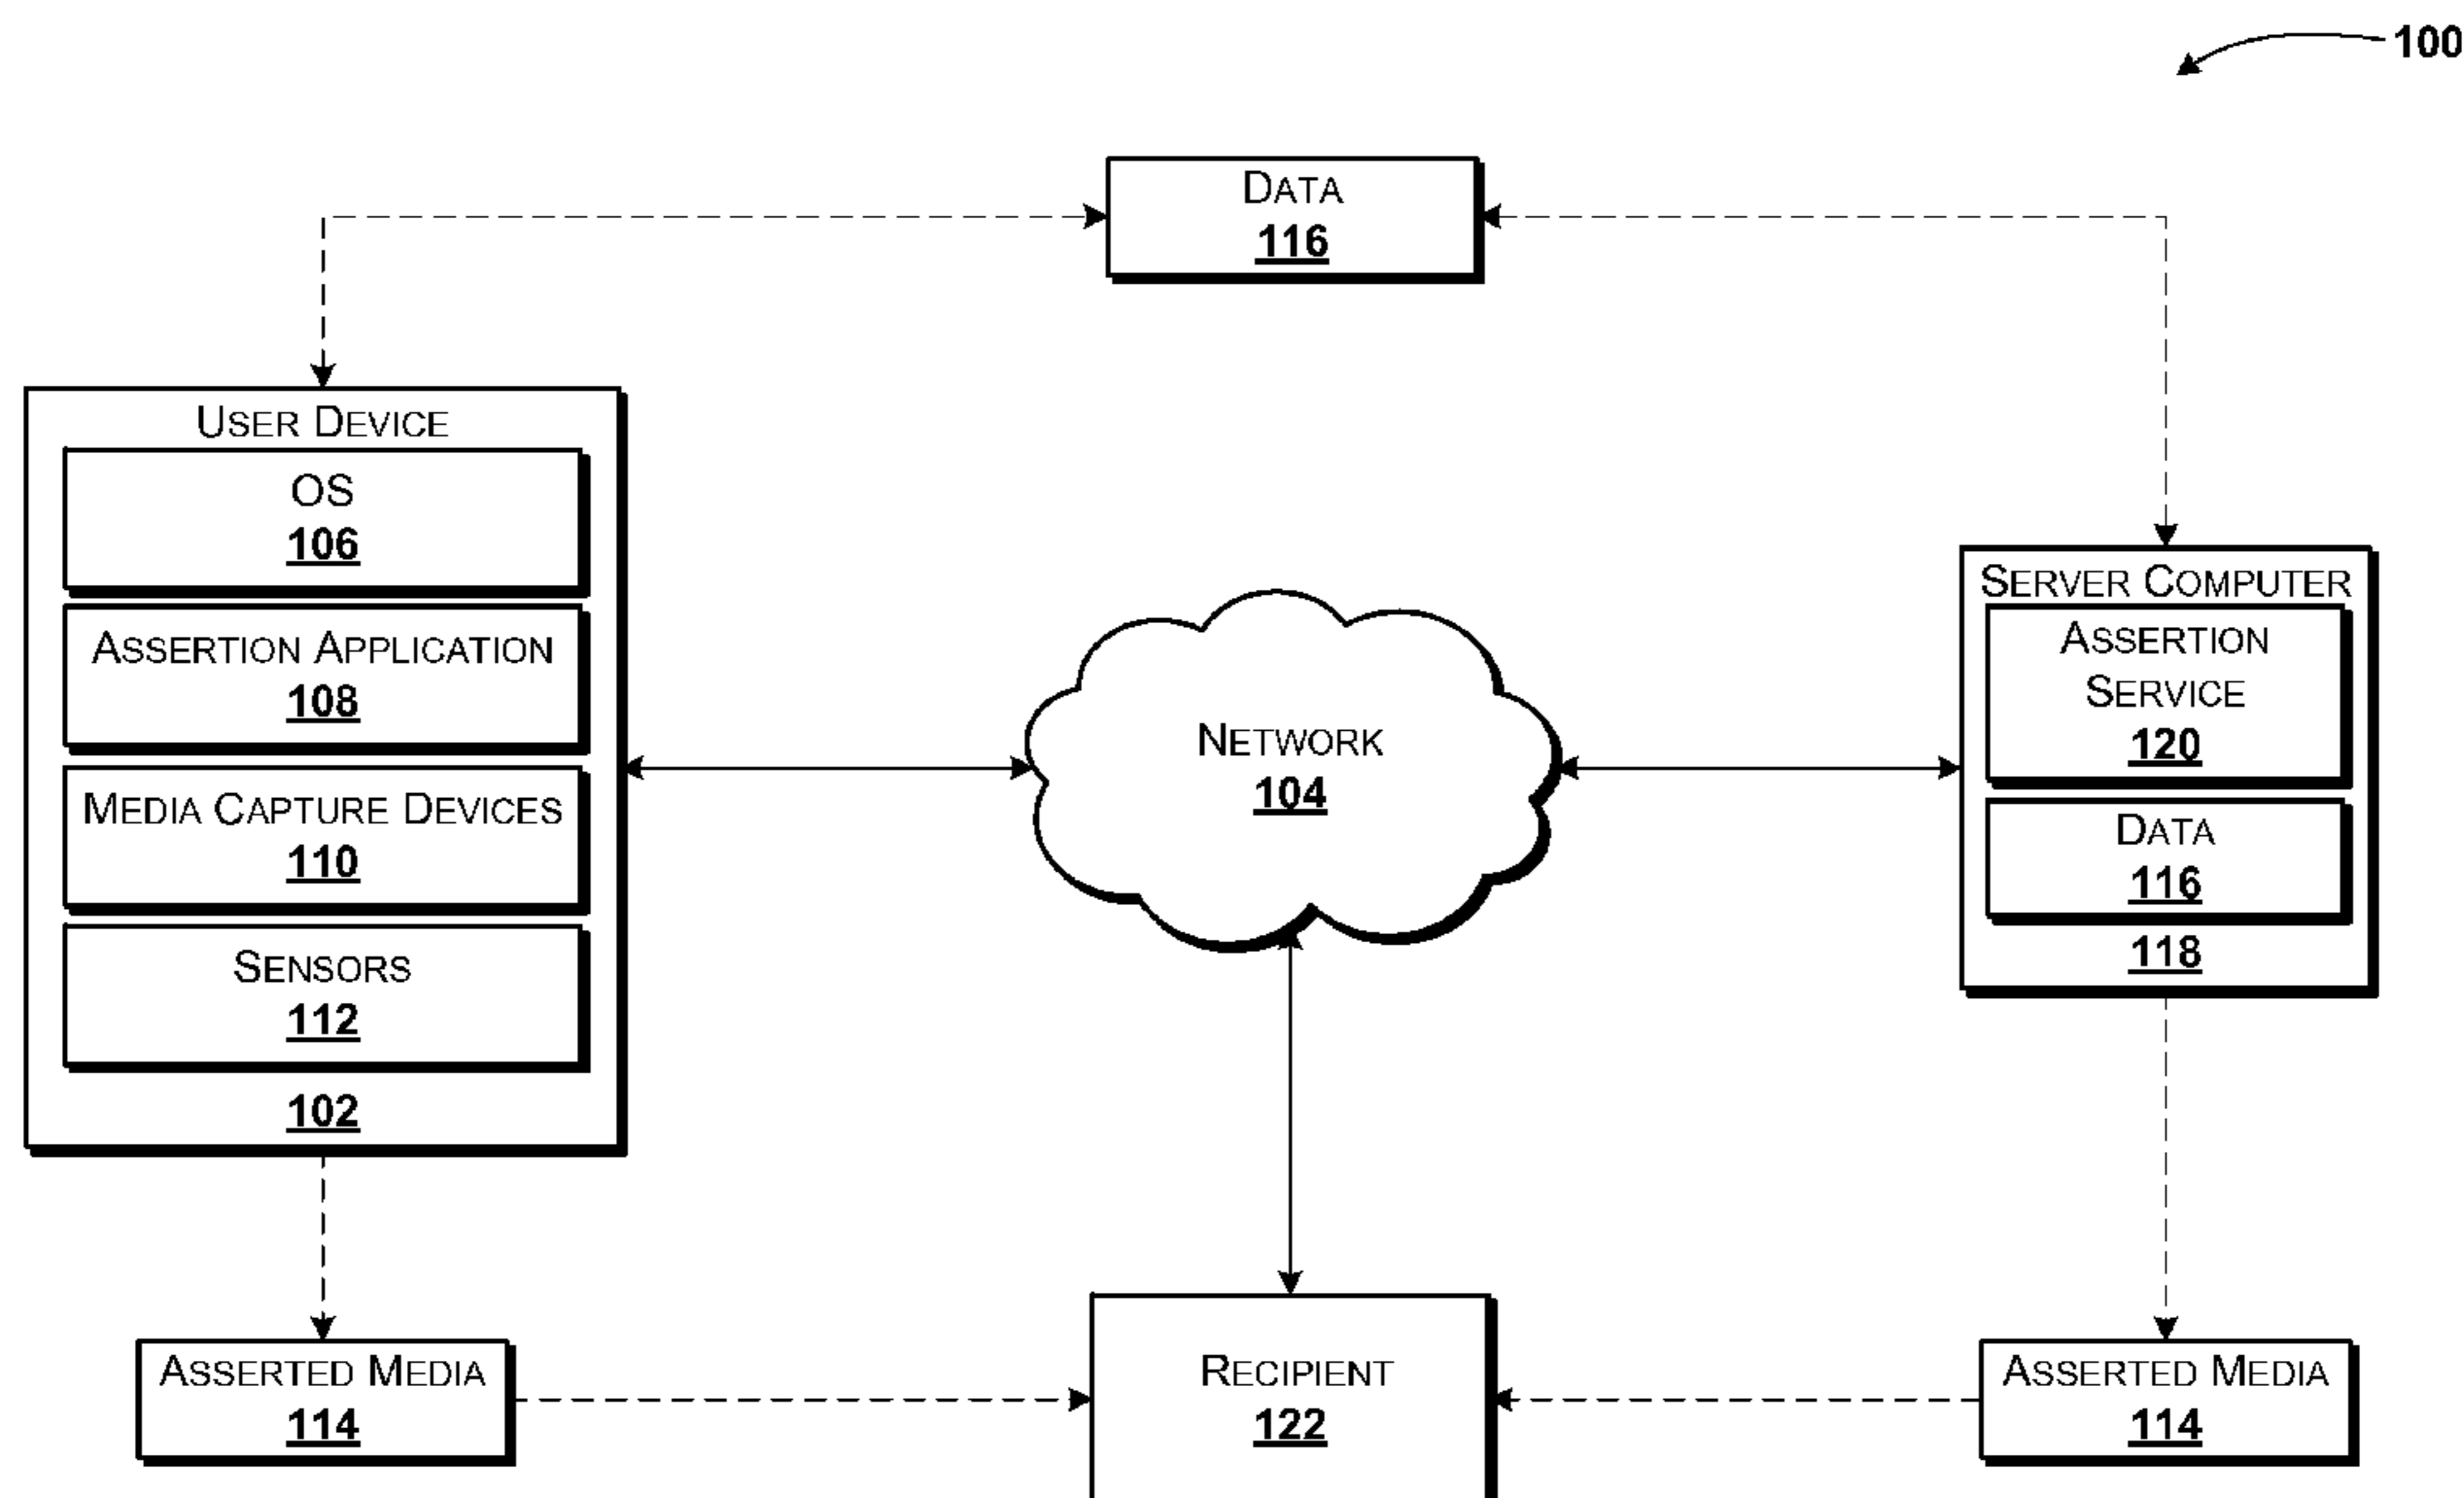 100
DATA
116
USER DEVICE
OS
106
ASSERTION APPLICATION
108
MEDIA CAPTURE DEVICES
110
SENSORS
112
102
NETWORK
104
SERVER COMPUTER
ASSERTION
SERVICE
120
DATA
116
118
ASSERTED MEDIA
114
RECIPIENT
122
ASSERTED MEDIA
114